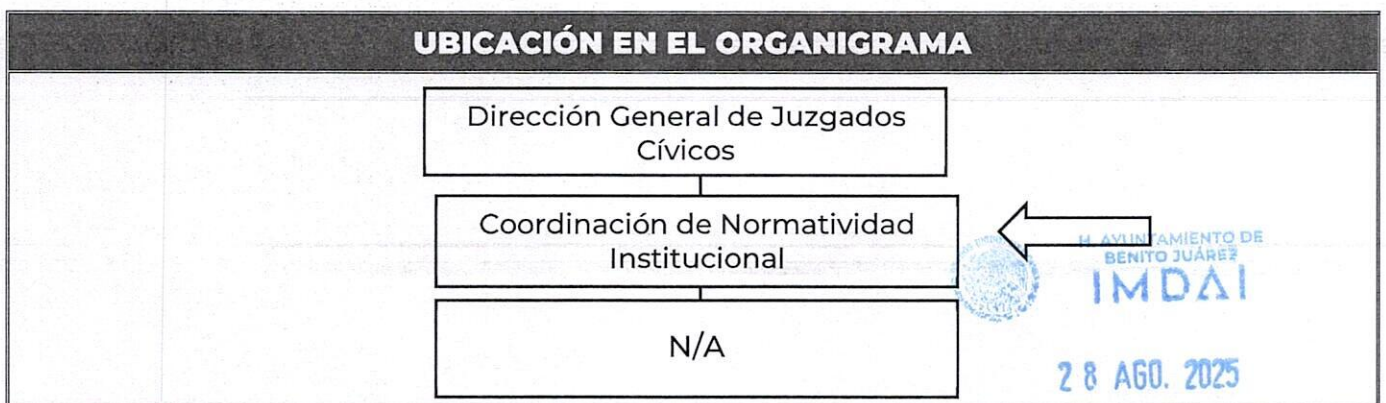 UBICACIÓN EN EL ORGANIGRAMA
Dirección General de Juzgados
Cívicos
Coordinación de Normatividad
Institucional
H. AYUNTAMIENTO DE
BENITO JUÁREZ
IMDAI
N/A
28 AGO. 2025